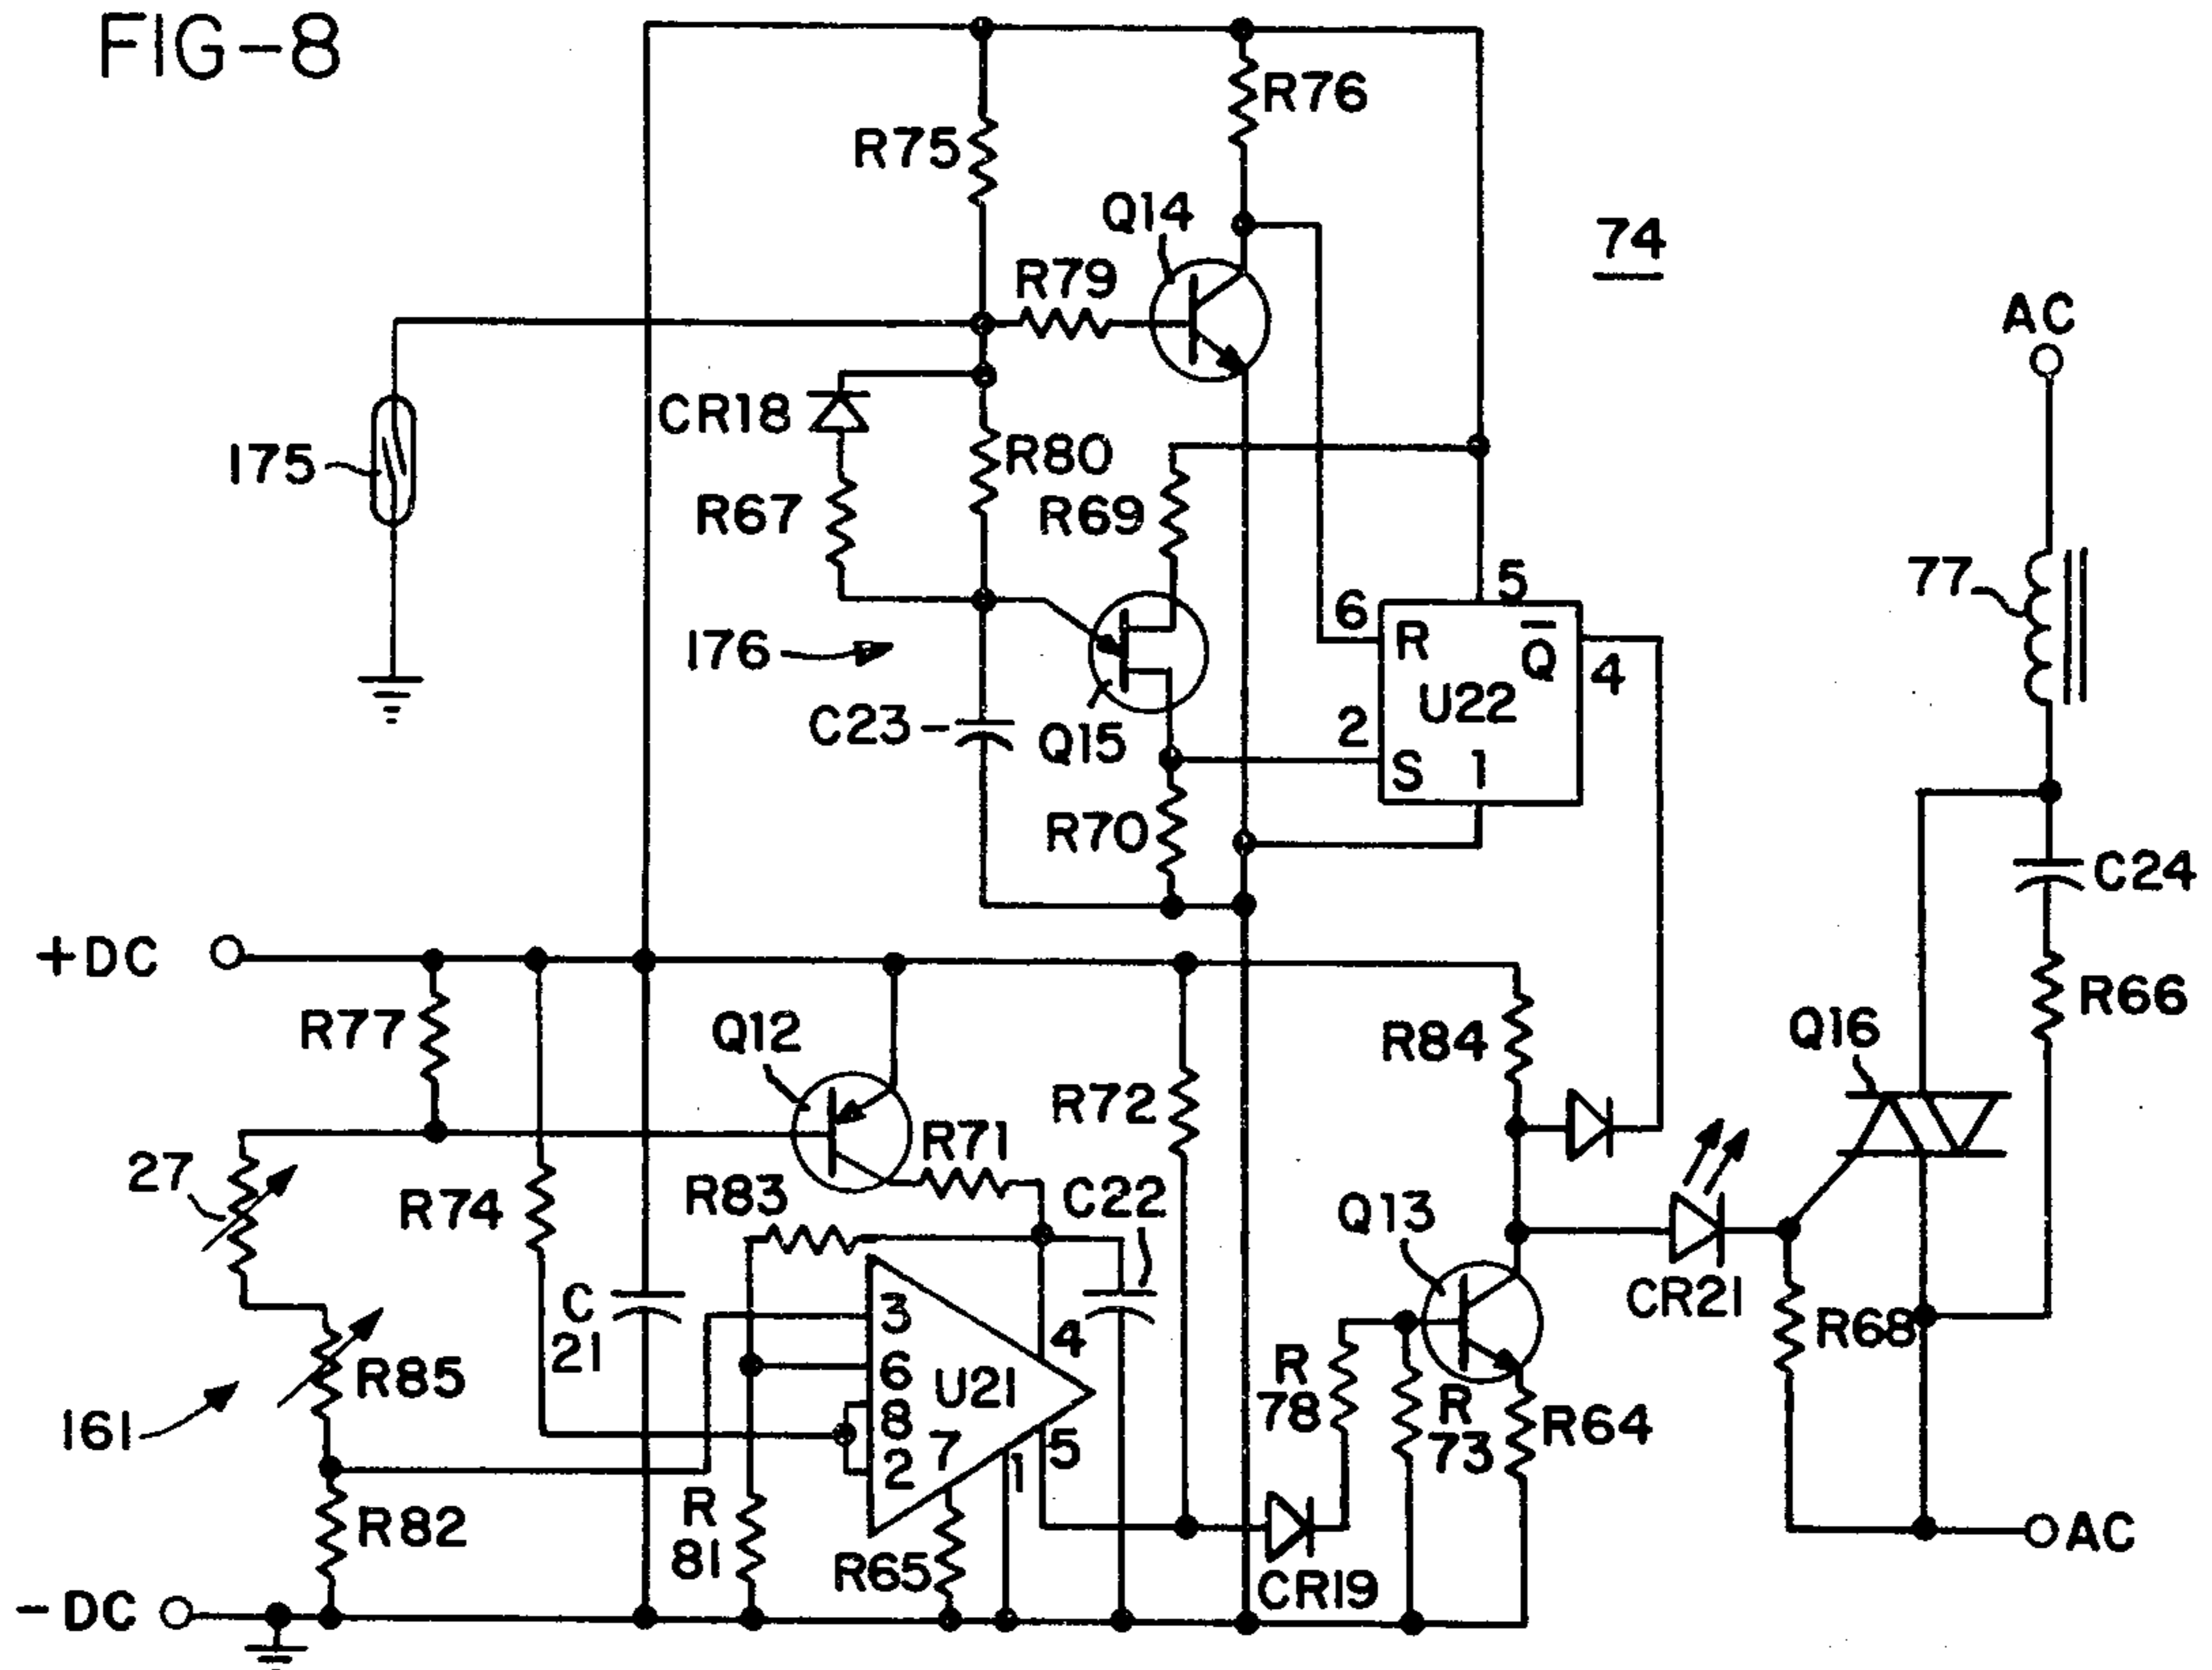 FIG-8
R76
R75
Q14
74
R79
AC
CR18
R80
175
R67
R69
77
5
6
R
Q̅
4
176
U22
2
C23
Q15
S
1
R70
C24
+DC
R66
R77
Q12
R84
Q16
R72
R71
27
R83
C22
R74
Q13
C
21
3
4
CR21
R68
R85
6
U21
R
78
8
R
73
R64
161
7
5
2
1
R
81
R82
AC
R65
CR19
-DC